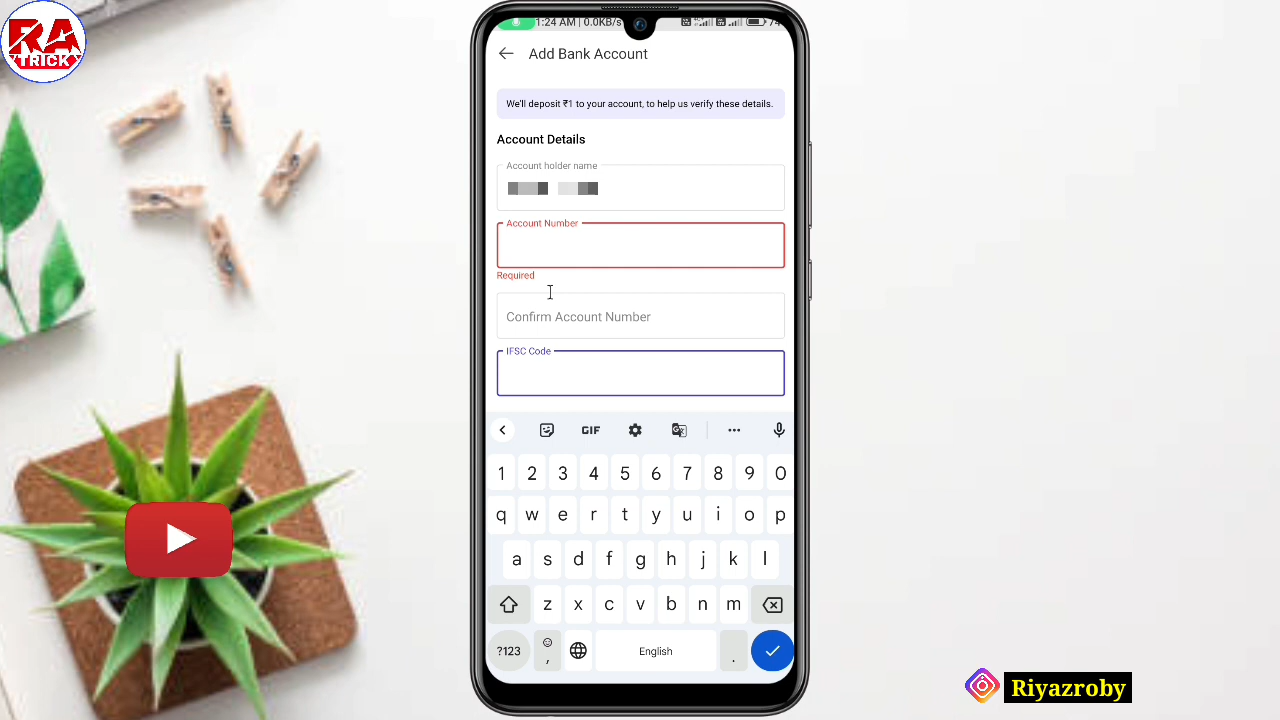 RA
TRICK
1:24 AM | 0.0KB/s
Add Bank Account
We'll deposit ₹1 to your account, to help us verify these details.
Account Details
Account holder name
Account Number
Required
Confirm Account Number
IFSC Code
GIF
1 2 3 4 5 6 7 8 9 0
q w e r t y u i o p
a s d f g h j k l
z x c v b n m
?123 , English .
Riyazroby